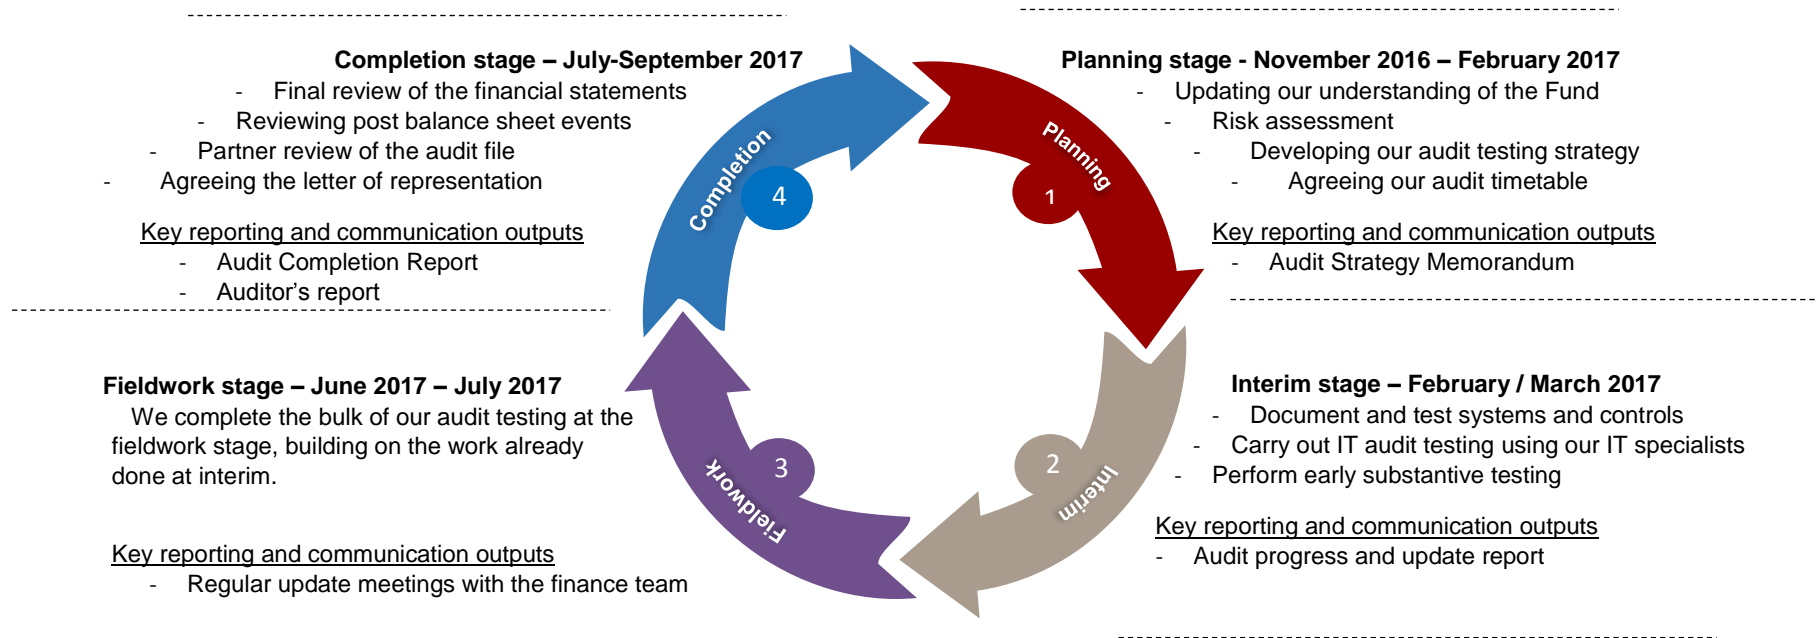 Completion stage – July-September 2017
- Final review of the financial statements
- Reviewing post balance sheet events
- Partner review of the audit file
- Agreeing the letter of representation
Key reporting and communication outputs
- Audit Completion Report
- Auditor’s report
Planning stage - November 2016 – February 2017
- Updating our understanding of the Fund
- Risk assessment
- Developing our audit testing strategy
- Agreeing our audit timetable
Key reporting and communication outputs
- Audit Strategy Memorandum
Completion
4
Planning
1
Fieldwork
3
Interim
2
Fieldwork stage – June 2017 – July 2017
We complete the bulk of our audit testing at the
fieldwork stage, building on the work already
done at interim.
Key reporting and communication outputs
- Regular update meetings with the finance team
Interim stage – February / March 2017
- Document and test systems and controls
- Carry out IT audit testing using our IT specialists
- Perform early substantive testing
Key reporting and communication outputs
- Audit progress and update report